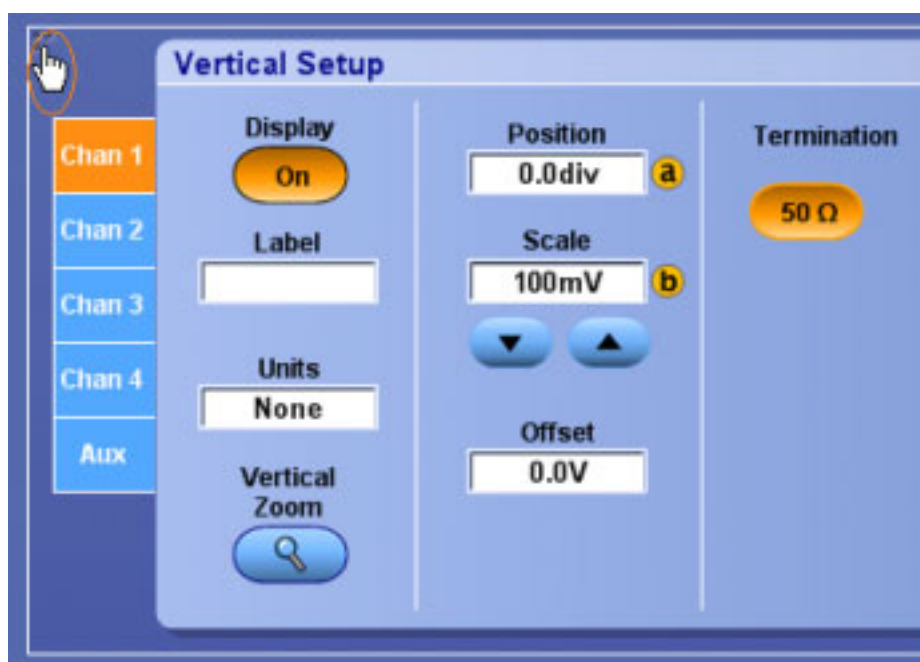 Vertical Setup
Chan 1
Chan 2
Chan 3
Chan 4
Aux
Display
On
Label
Units
None
Vertical
Zoom
Position
0.0div
a
Scale
100mV
b
Offset
0.0V
Termination
50 Ω